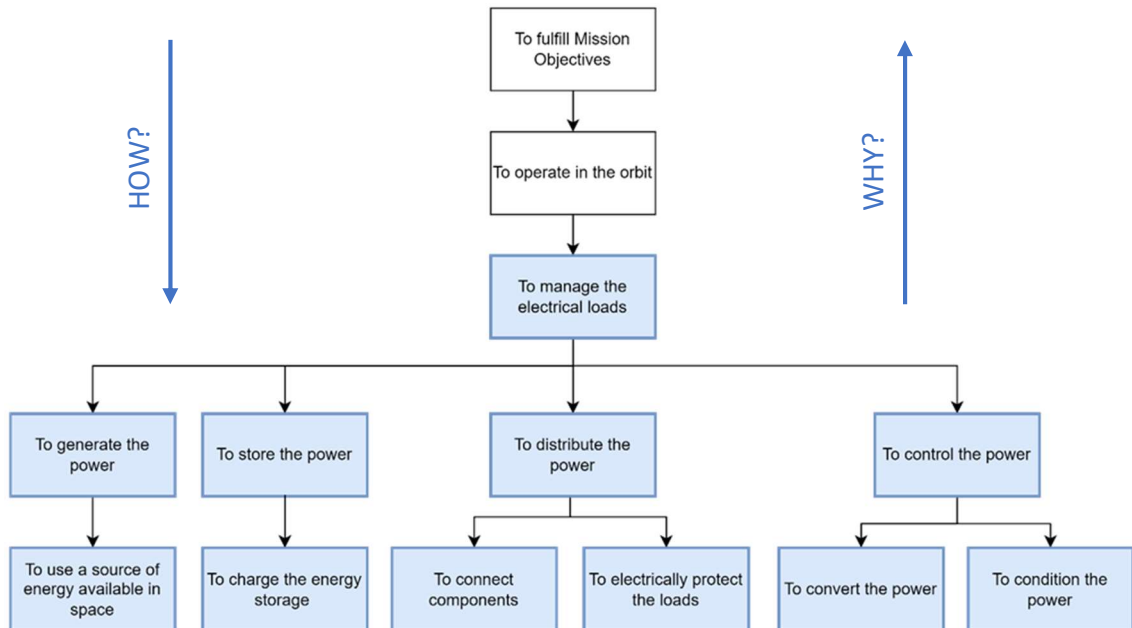 To fulfill Mission
Objectives
HOW?
WHY?
To operate in the orbit
To manage the
electrical loads
To generate the
power
To store the power
To distribute the
power
To control the power
To use a source of
energy available in
space
To charge the energy
storage
To connect
components
To electrically protect
the loads
To convert the power
To condition the
power